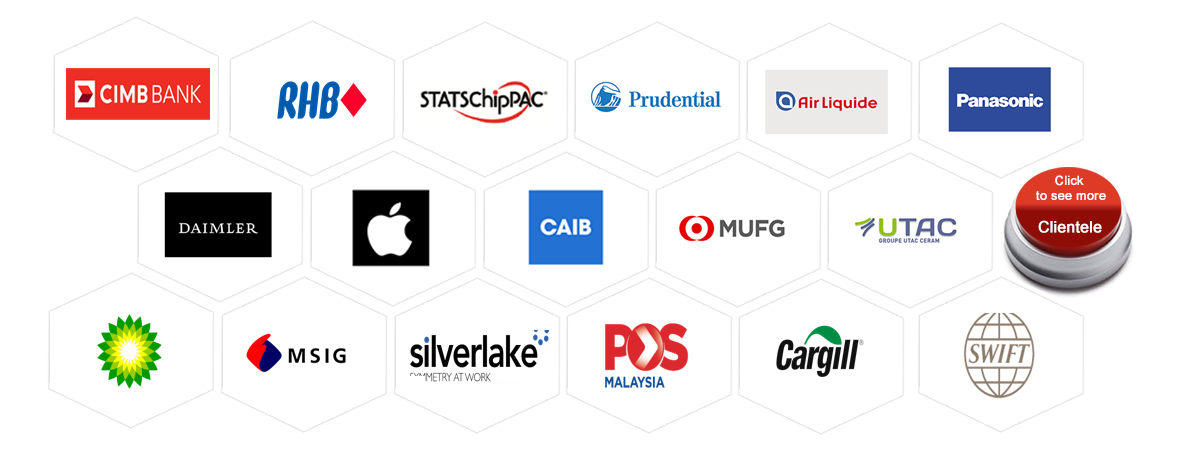 CIMB BANK
RHB
STATSChipPAC®
Prudential
Air Liquide
Panasonic
DAIMLER
CAIB
MUFG
UTAC
GROUPE UTAC CERAM
Click
to see more
Clientele
MSIG
silverlake
SYMMETRY AT WORK
POS
MALAYSIA
Cargill®
SWIFT